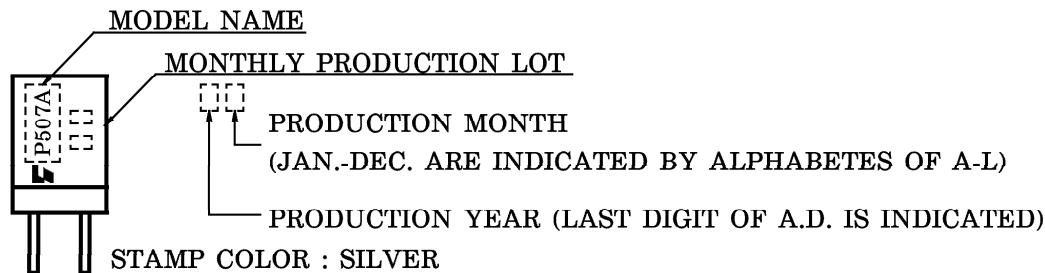 MODEL NAME
MONTHLY PRODUCTION LOT
P507A
PRODUCTION MONTH
(JAN.-DEC. ARE INDICATED BY ALPHABETES OF A-L)
PRODUCTION YEAR (LAST DIGIT OF A.D. IS INDICATED)
STAMP COLOR : SILVER